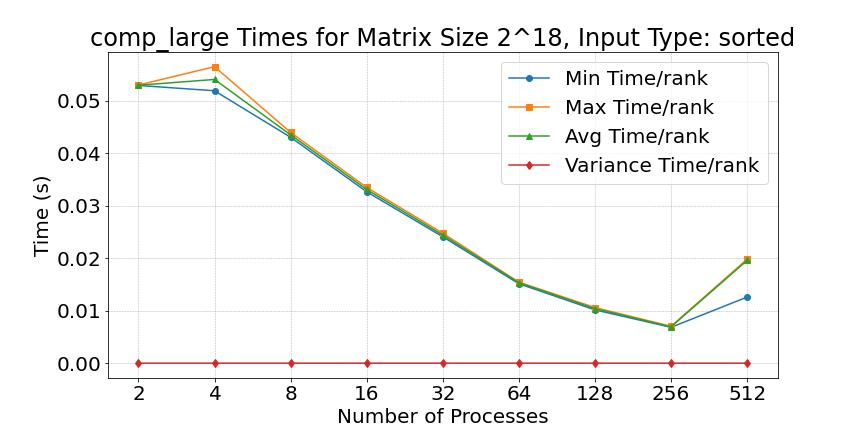 comp_large Times for Matrix Size 2^18, Input Type: sorted
Min Time/rank
Max Time/rank
Avg Time/rank
Variance Time/rank
Time (s)
0.05
0.04
0.03
0.02
0.01
0.00
2 4 8 16 32 64 128 256 512
Number of Processes